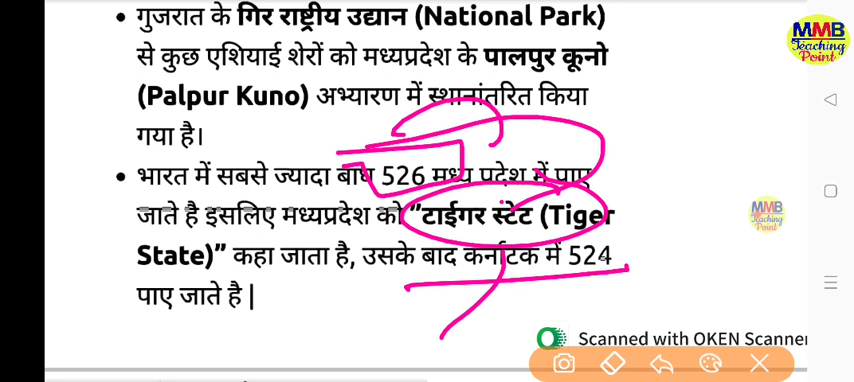 • गुजरात के गिर राष्ट्रीय उद्यान (National Park)
से कुछ एशियाई शेरों को मध्यप्रदेश के पालपुर कूनो
(Palpur Kuno) अभ्यारण में स्थानांतरित किया
गया है।
• भारत में सबसे ज्यादा बाघ 526 मध्य प्रदेश में पाए
जाते है इसलिए मध्यप्रदेश को "टाईगर स्टेट (Tiger
State)" कहा जाता है, उसके बाद कर्नाटक में 524
पाए जाते है |
Scanned with OKEN Scanner
MMB
Teaching
Point
MMB
Teaching
Point